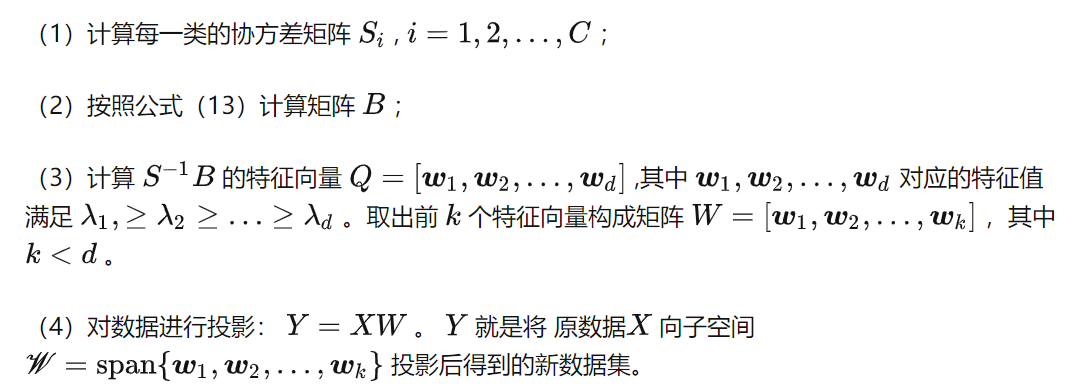 （1）计算每一类的协方差矩阵 $S_i$ , $i = 1, 2, \ldots, C$ ；
（2）按照公式（13）计算矩阵 $B$ ；
（3）计算 $S^{-1}B$ 的特征向量 $Q = [\boldsymbol{w}_1, \boldsymbol{w}_2, \ldots, \boldsymbol{w}_d]$ ,其中 $\boldsymbol{w}_1, \boldsymbol{w}_2, \ldots, \boldsymbol{w}_d$ 对应的特征值
满足 $\lambda_1, \geq \lambda_2 \geq \ldots \geq \lambda_d$ 。取出前 $k$ 个特征向量构成矩阵 $W = [\boldsymbol{w}_1, \boldsymbol{w}_2, \ldots, \boldsymbol{w}_k]$ ，其中
$k < d$ 。
（4）对数据进行投影： $Y = XW$ 。 $Y$ 就是将 原数据$X$ 向子空间
$\mathscr{W} = \text{span}\{\boldsymbol{w}_1, \boldsymbol{w}_2, \ldots, \boldsymbol{w}_k\}$ 投影后得到的新数据集。